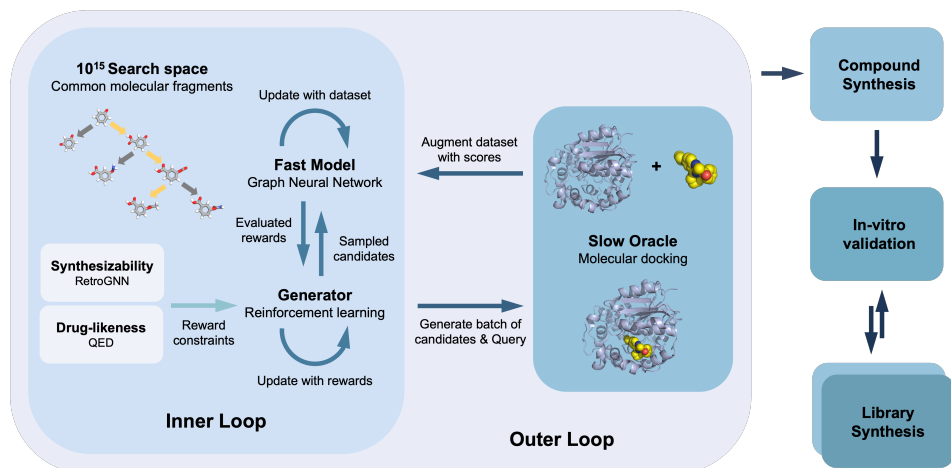 10¹⁵ Search space
Common molecular fragments
Update with dataset
Fast Model
Graph Neural Network
Evaluated
rewards
Sampled
candidates
Synthesizability
RetroGNN
Drug-likeness
QED
Reward
constraints
Generator
Reinforcement learning
Update with rewards
Inner Loop
Augment dataset
with scores
Generate batch of
candidates & Query
+
Slow Oracle
Molecular docking
Outer Loop
Compound
Synthesis
In-vitro
validation
Library
Synthesis